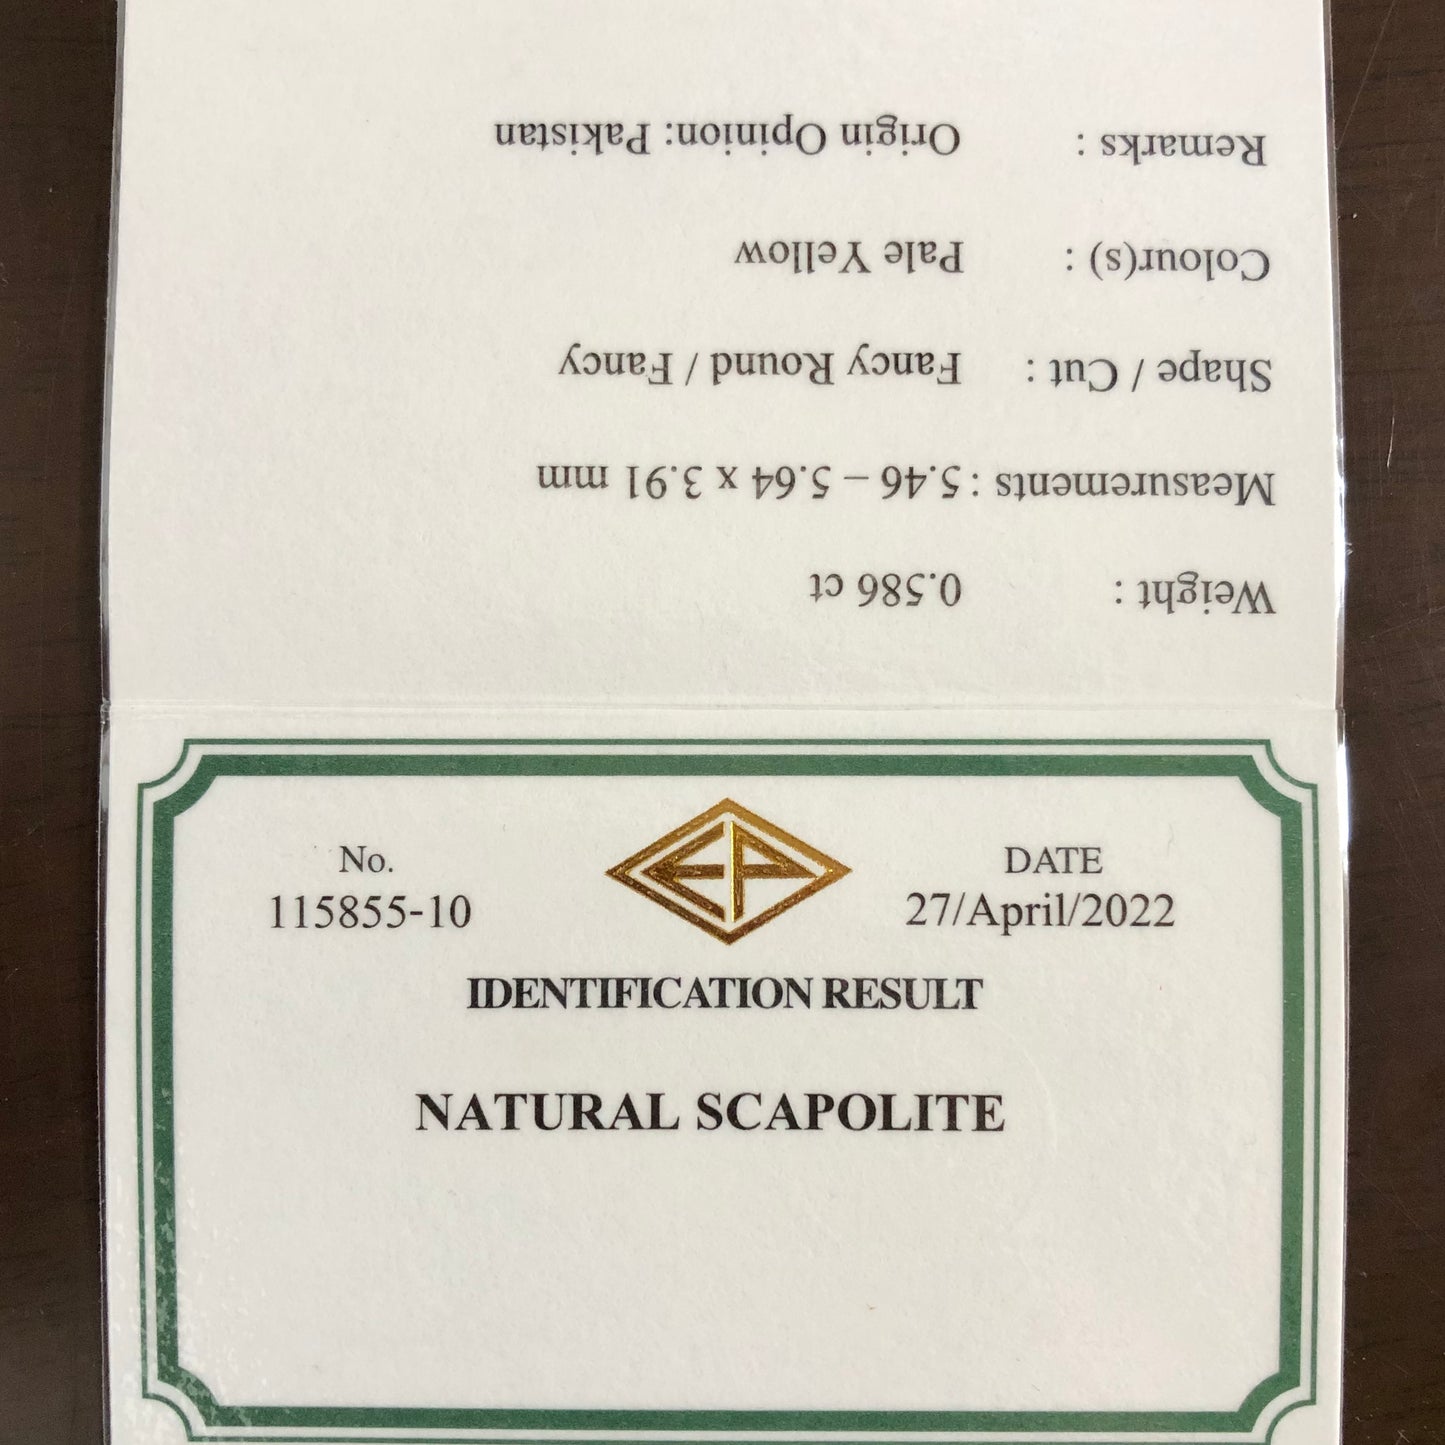 Weight : 0.586 ct
Measurements : 5.46 – 5.64 x 3.91 mm
Shape / Cut : Fancy Round / Fancy
Colour(s) : Pale Yellow
Remarks : Origin Opinion: Pakistan
No.
115855-10
EP
DATE
27/April/2022
IDENTIFICATION RESULT
NATURAL SCAPOLITE